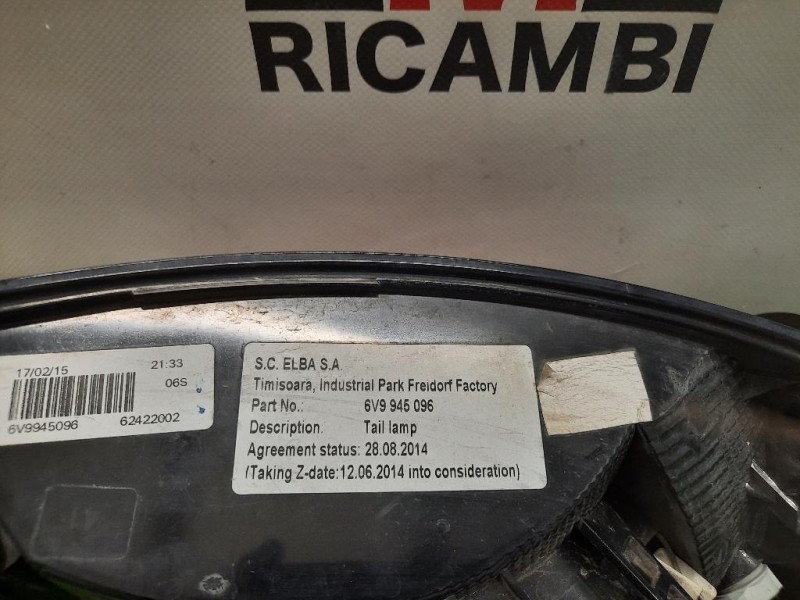 RICAMBI
17/02/15 21:33
06S
6V9945096 62422002
S.C. ELBA S.A
Timisoara, Industrial Park Freidorf Factory
Part No.: 6V9 945 096
Description. Tail lamp
Agreement status: 28.08.2014
(Taking Z-date:12.06.2014 into consideration)